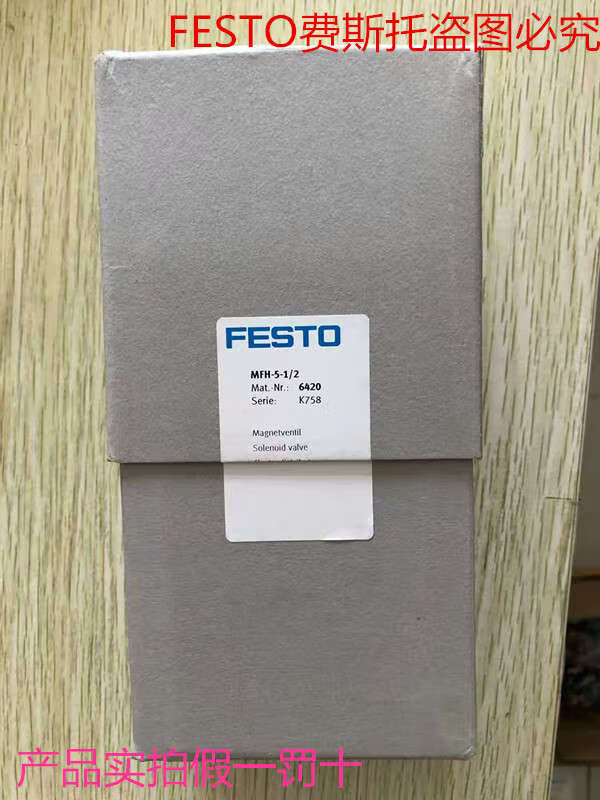 FESTO费斯托盗图必究
FESTO
MFH-5-1/2
Mat.-Nr.: 6420
Serie: K758
Magnetventil
Solenoid valve
产品实拍假一罚十